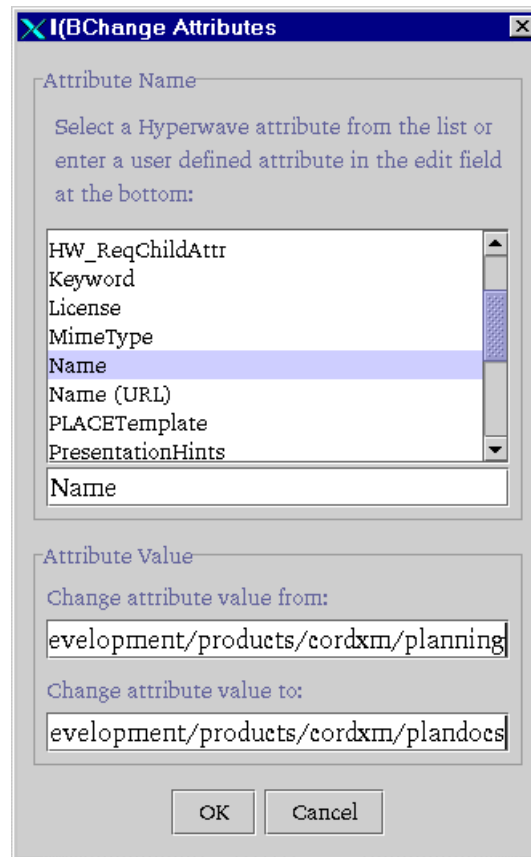 I(BChange Attributes
Attribute Name
Select a Hyperwave attribute from the list or
enter a user defined attribute in the edit field
at the bottom:
HW_ReqChildAttr
Keyword
License
MimeType
Name
Name (URL)
PLACETemplate
PresentationHints
Name
Attribute Value
Change attribute value from:
evelopment/products/cordxm/planning
Change attribute value to:
evelopment/products/cordxm/plandocs
OK Cancel